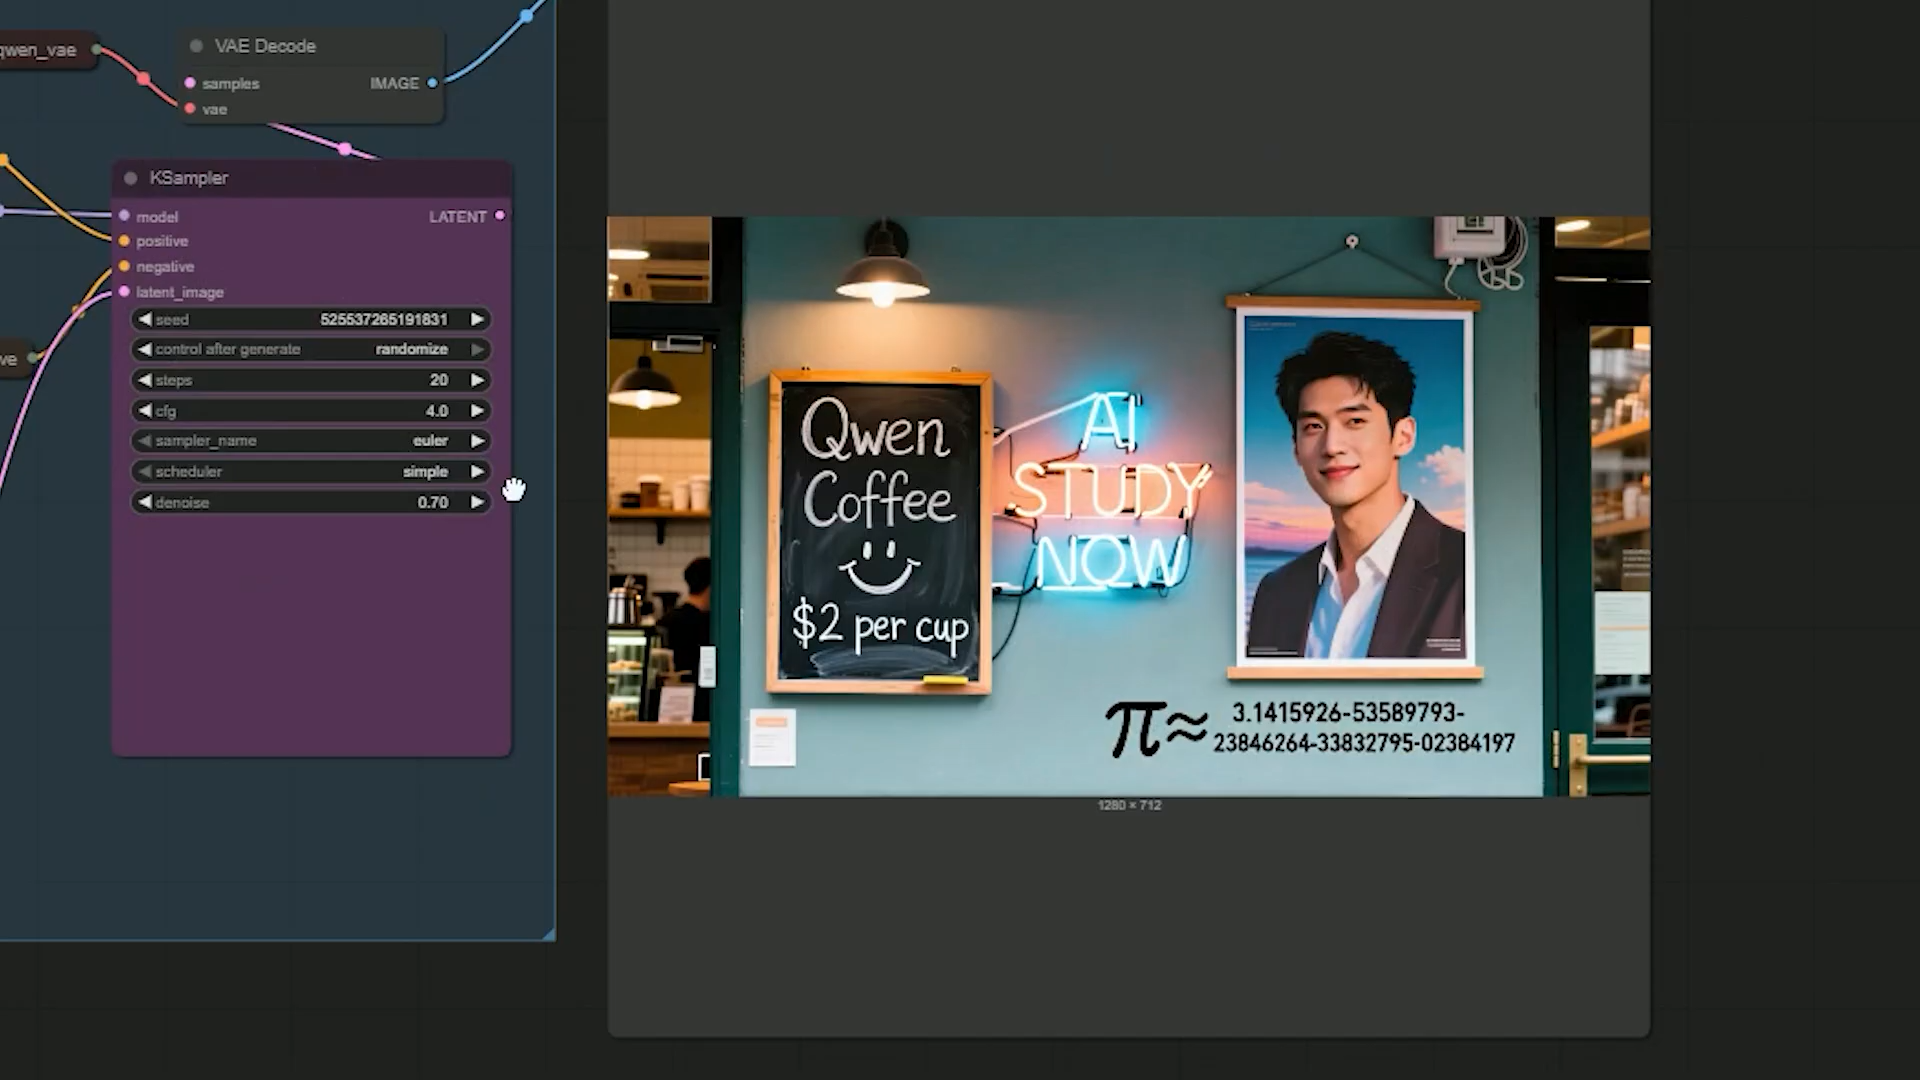 qwen_vae
VAE Decode
samples
IMAGE
vae
KSampler
model
LATENT
positive
negative
latent_image
seed 525537265191831
control after generate randomize
steps 20
cfg 4.0
sampler_name euler
scheduler simple
denoise 0.70
ve
Qwen
Coffee
$2 per cup
AI
STUDY
NOW
π≈ 3.1415926-53589793-
23846264-33832795-02384197
1280 × 712